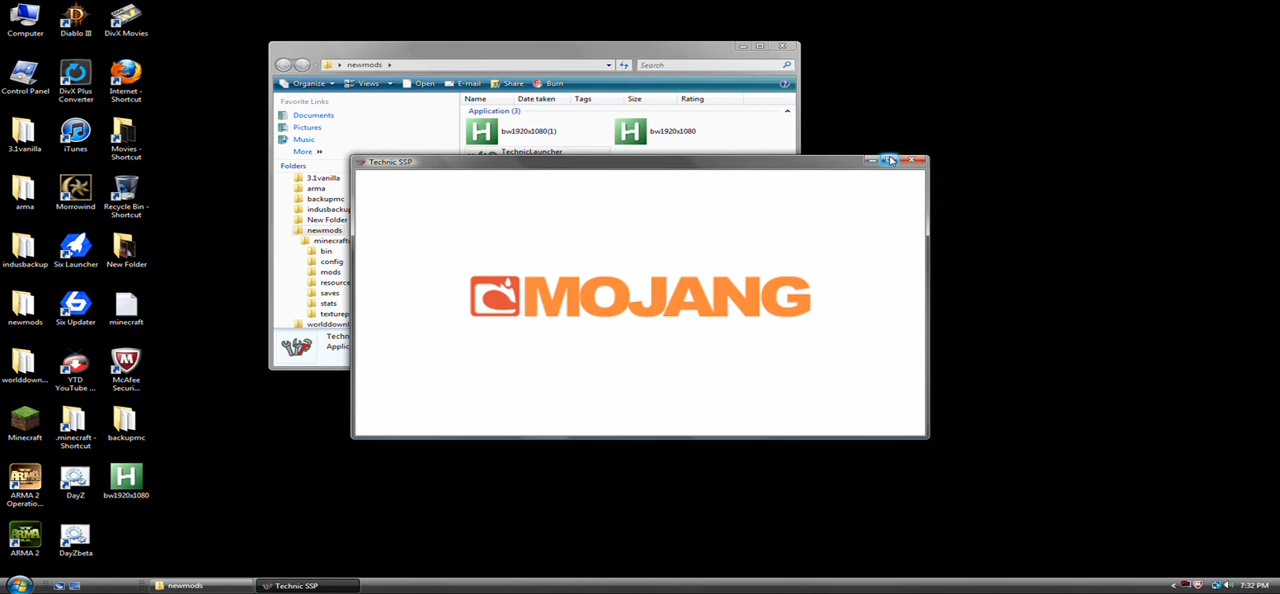 Computer
Diablo III
DivX Movies
Control Panel
DivX Plus
Converter
Internet -
Shortcut
3.1vanilla
iTunes
Movies -
Shortcut
arma
Morrowind
Recycle Bin -
Shortcut
indusbackup
Six Launcher
New Folder
newmods
Six Updater
minecraft
worlddown...
YTD
YouTube ...
McAfee
Securi...
Minecraft
.minecraft -
Shortcut
backupmc
ARMA 2
Operatio...
DayZ
bw1920x1080
ARMA 2
DayZbeta
newmods
Search
Organize
Views
Open
E-mail
Share
Burn
Favorite Links
Documents
Pictures
Music
More »
Folders
3.1vanilla
arma
backupmc
indusbackup
New Folder
newmods
minecraft
bin
config
mods
resource
saves
stats
texturep
worlddown
Name
Date taken
Tags
Size
Rating
Application (3)
bw1920x1080(1)
bw1920x1080
TechnicLauncher
Techni
Applic
Technic SSP
MOJANG
newmods
Technic SSP
7:32 PM